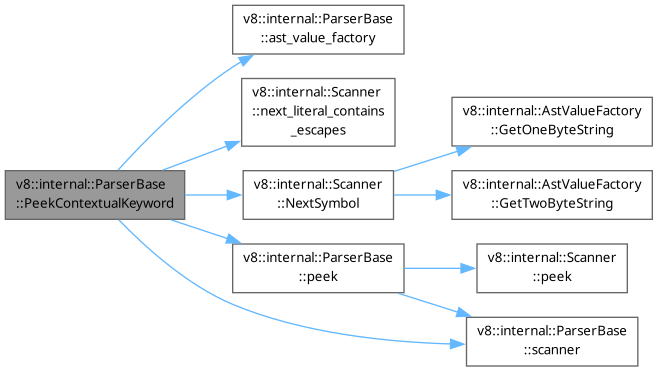 v8::internal::ParserBase
::PeekContextualKeyword
v8::internal::ParserBase
::ast_value_factory
v8::internal::Scanner
::next_literal_contains
_escapes
v8::internal::Scanner
::NextSymbol
v8::internal::ParserBase
::peek
v8::internal::AstValueFactory
::GetOneByteString
v8::internal::AstValueFactory
::GetTwoByteString
v8::internal::Scanner
::peek
v8::internal::ParserBase
::scanner